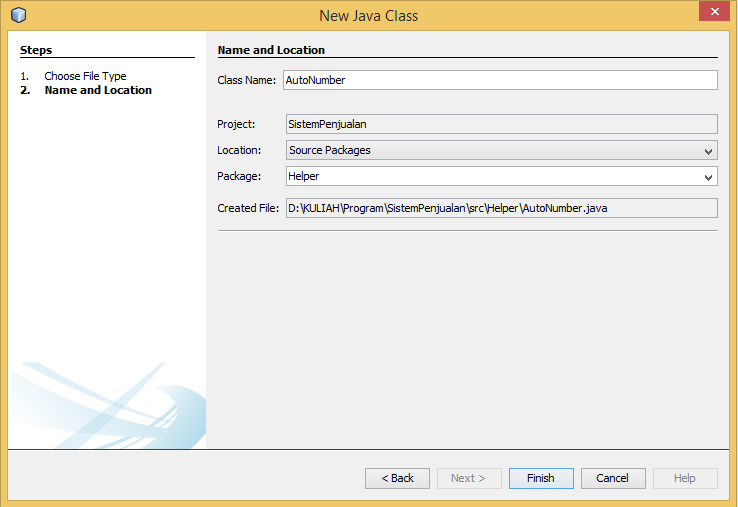 New Java Class
Steps
1. Choose File Type
2. Name and Location
Name and Location
Class Name: AutoNumber
Project: SistemPenjualan
Location: Source Packages
Package: Helper
Created File: D:\KULIAH\Program\SistemPenjualan\src\Helper\AutoNumber.java
< Back Next > Finish Cancel Help